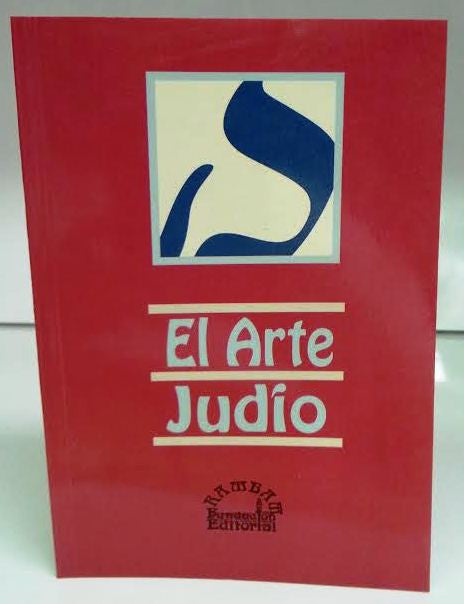 El Arte
Judío
RAMBAM
Fundación
Editorial